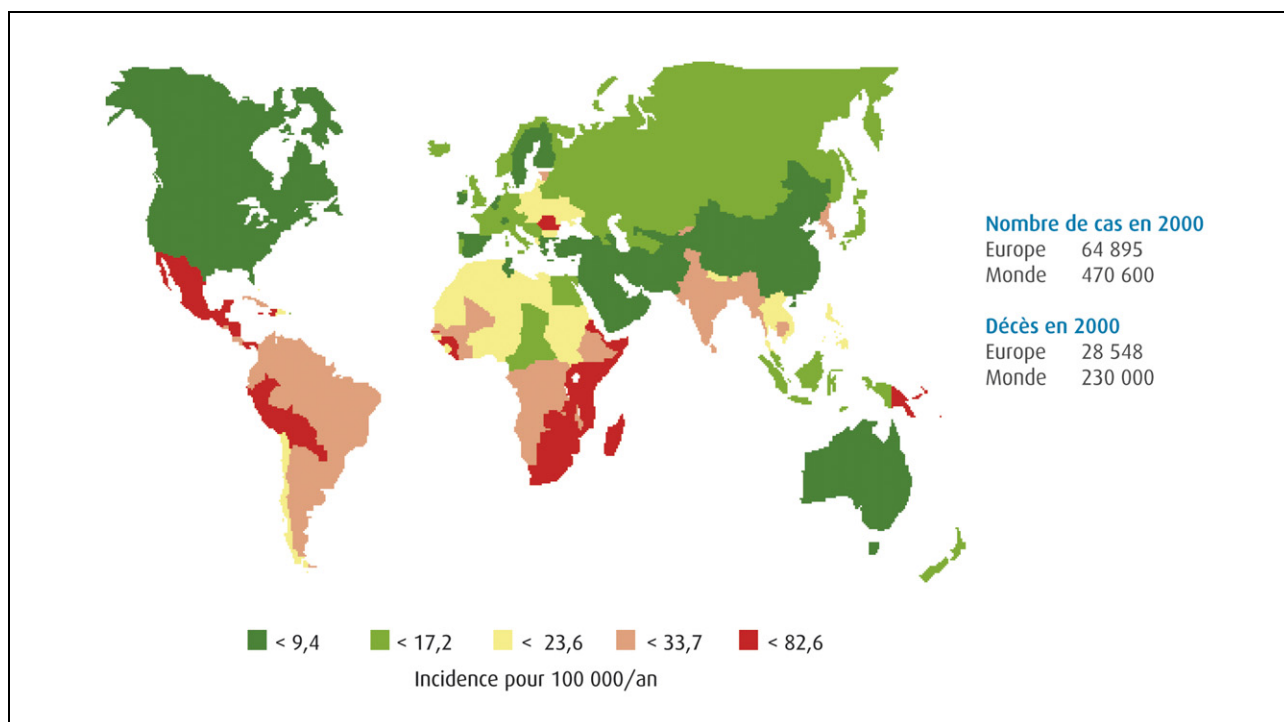 Nombre de cas en 2000
Europe 64 895
Monde 470 600
Décès en 2000
Europe 28 548
Monde 230 000
< 9,4 < 17,2 < 23,6 < 33,7 < 82,6
Incidence pour 100 000/an